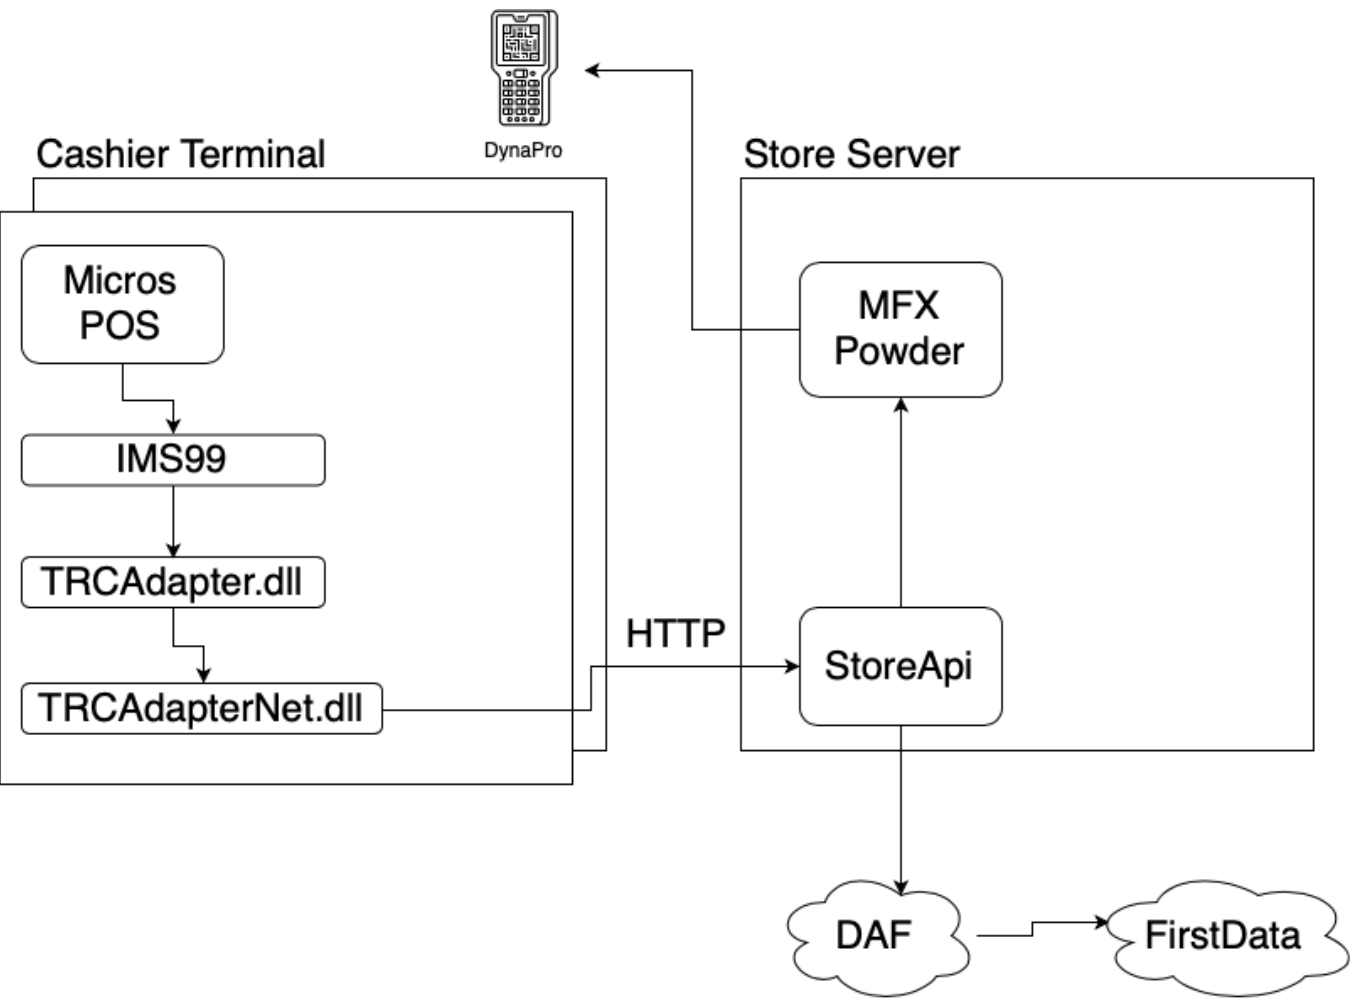 DynaPro
Cashier Terminal
Store Server
Micros
POS
MFX
Powder
IMS99
TRCAdapter.dll
HTTP
StoreApi
TRCAdapterNet.dll
DAF
FirstData